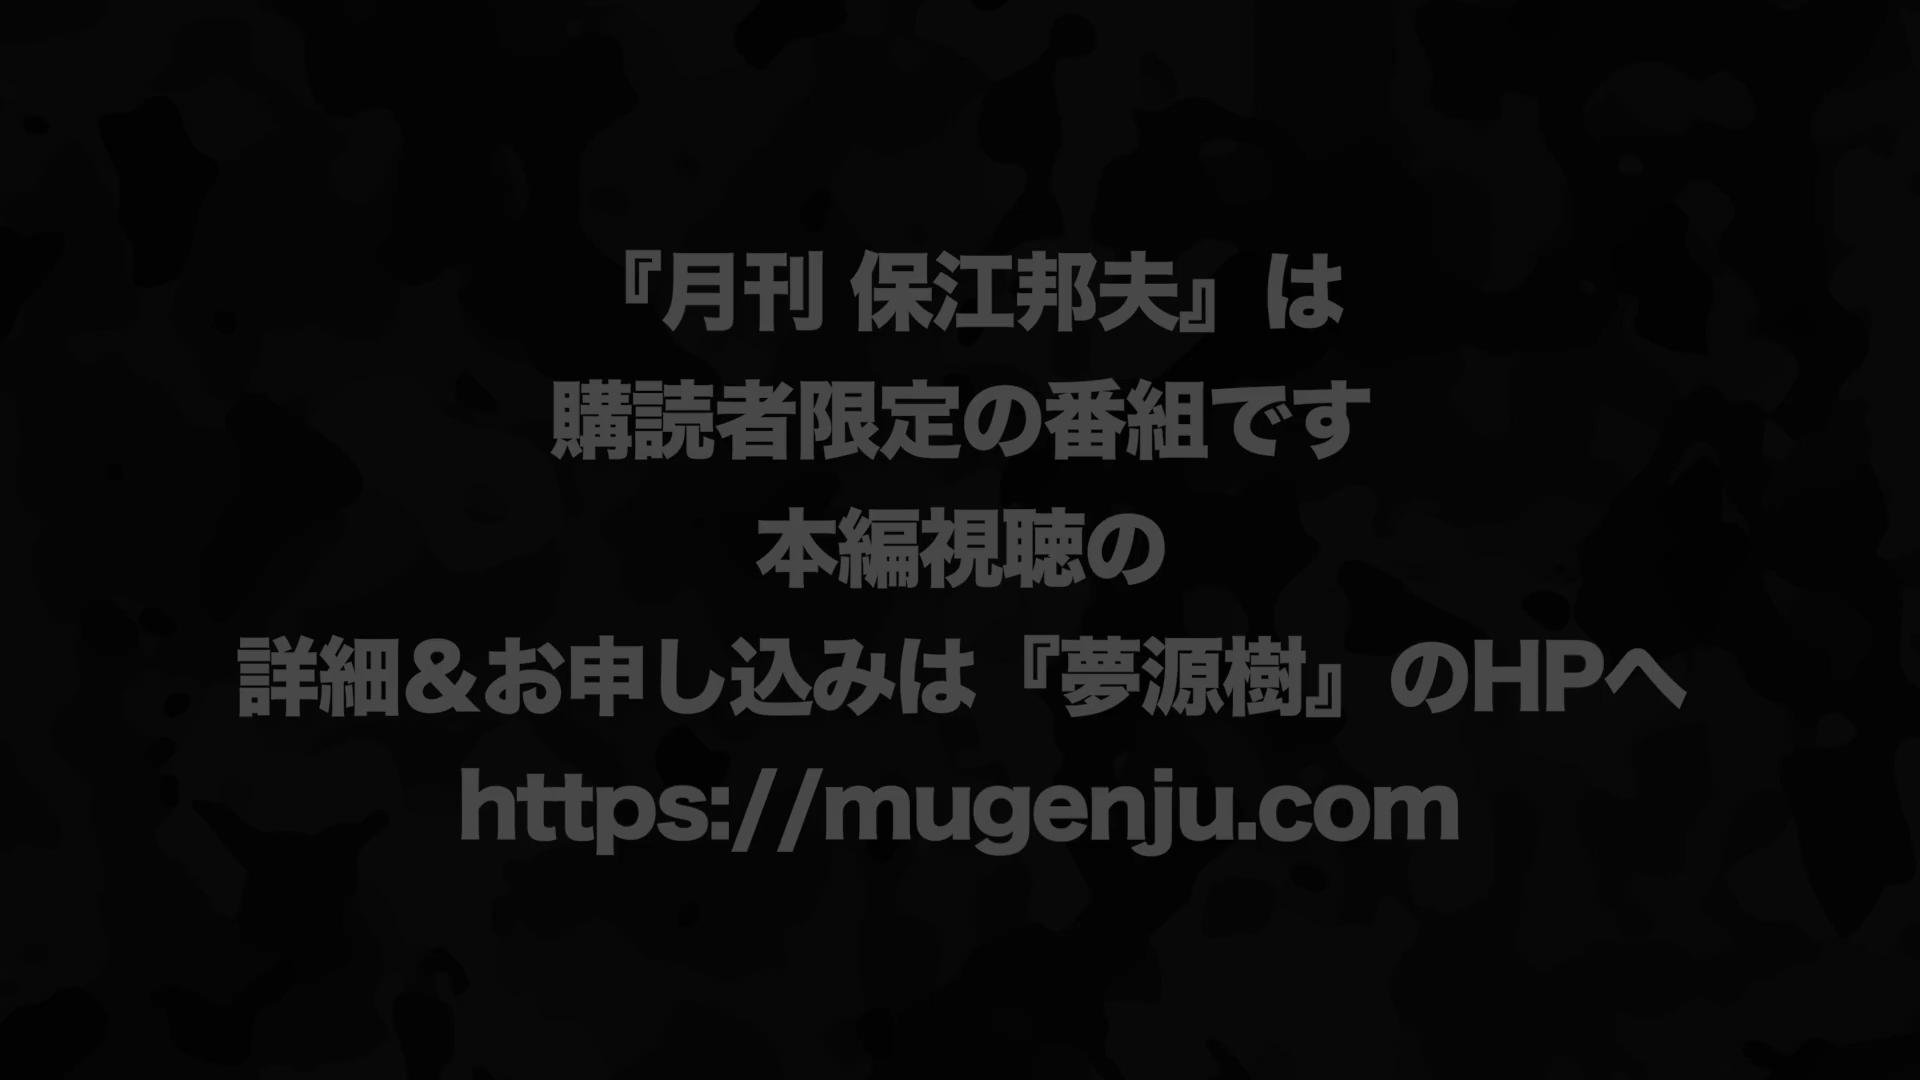 『月刊 保江邦夫』は
購読者限定の番組です
本編視聴の
詳細&お申し込みは『夢源樹』のHPへ
https://mugenju.com